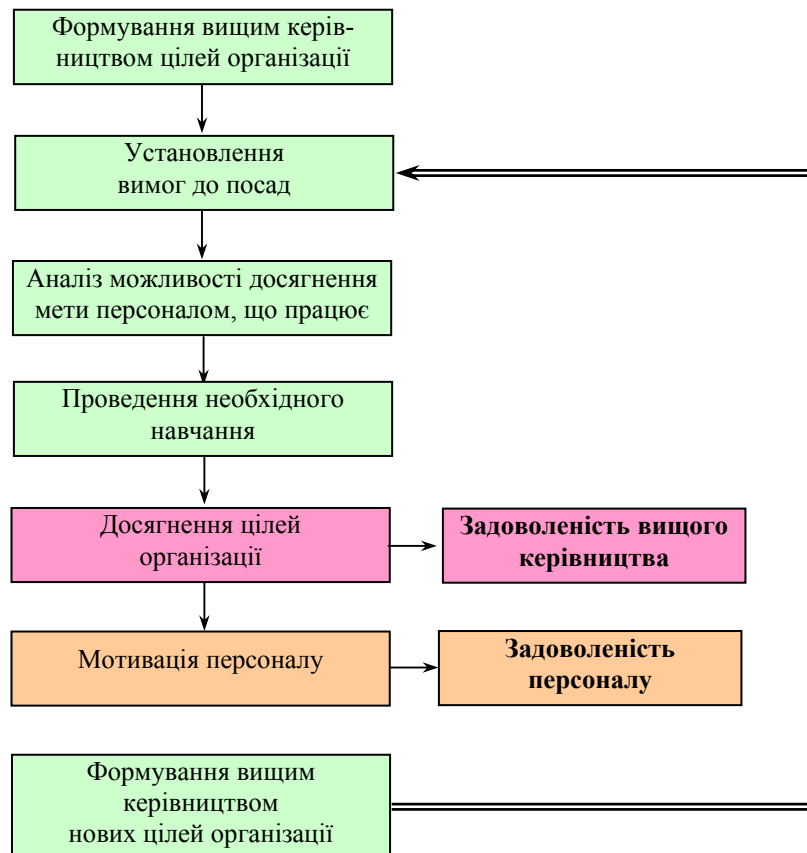 Формування вищим керів-
ництвом цілей організації
Установлення
вимог до посад
Аналіз можливості досягнення
мети персоналом, що працює
Проведення необхідного
навчання
Досягнення цілей
організації
Задоволеність вищого
керівництва
Мотивація персоналу
Задоволеність
персоналу
Формування вищим
керівництвом
нових цілей організації